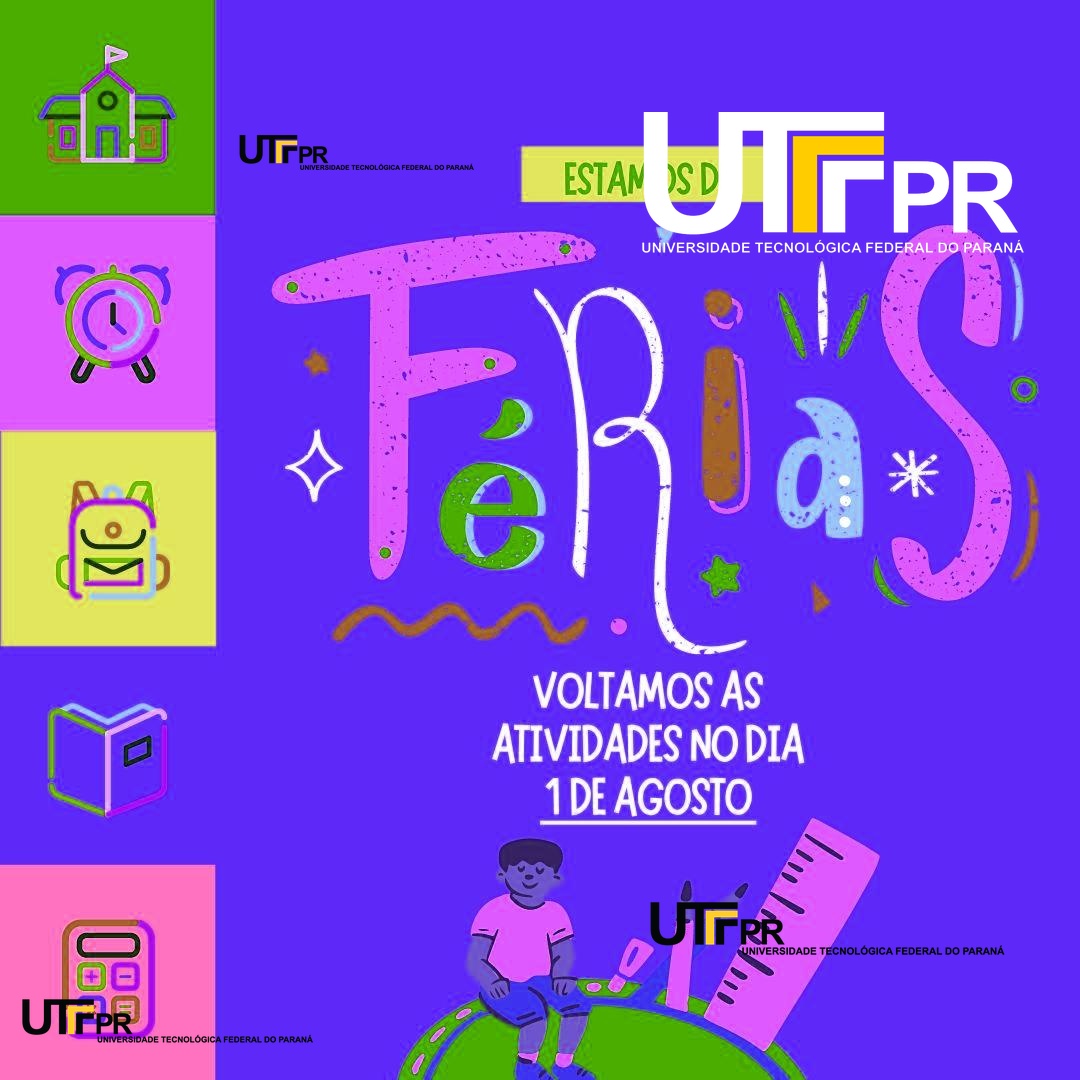 UTFPR
UNIVERSIDADE TECNOLÓGICA FEDERAL DO PARANÁ
ESTAMOS D
UTFPR
UNIVERSIDADE TECNOLÓGICA FEDERAL DO PARANÁ
FéRiaS
VOLTAMOS AS
ATIVIDADES NO DIA
1 DE AGOSTO
UTFPR
UNIVERSIDADE TECNOLÓGICA FEDERAL DO PARANÁ
UTFPR
UNIVERSIDADE TECNOLÓGICA FEDERAL DO PARANÁ